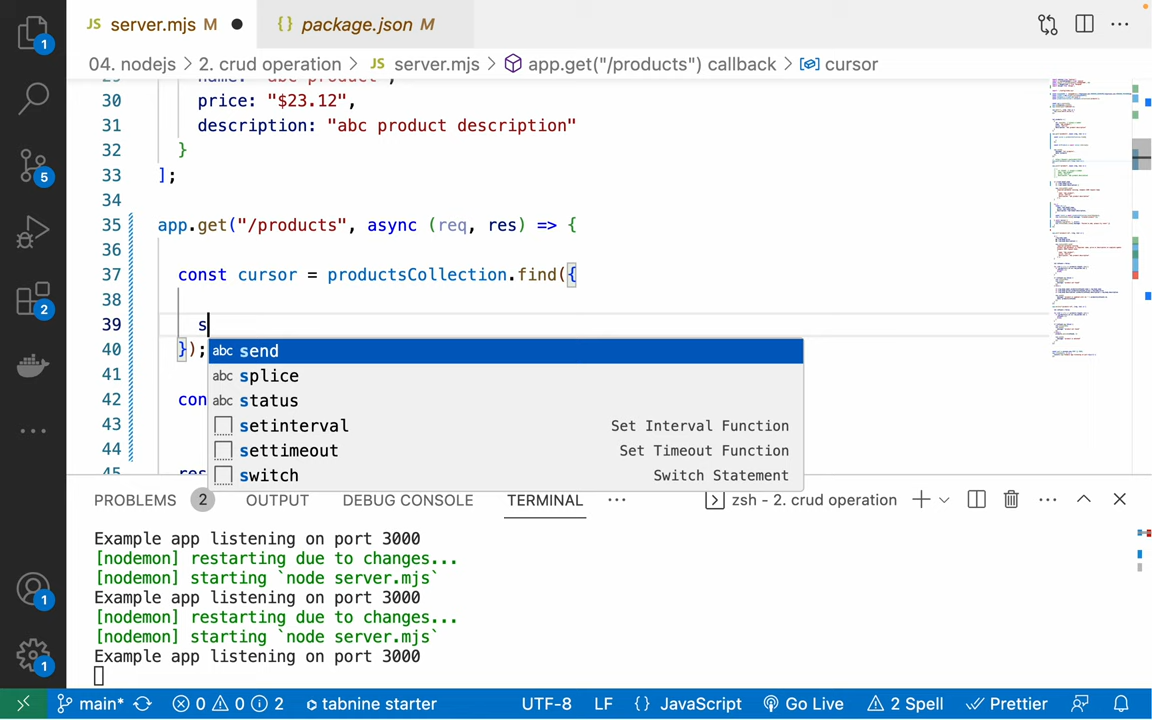 JS server.mjs M ● {} package.json M ...
04. nodejs > 2. crud operation > JS server.mjs > app.get("/products") callback > cursor
30 price: "$23.12",
31 description: "abc product description"
32 }
33 ];
34
35 app.get("/products", async (req, res) => {
36
37 const cursor = productsCollection.find({
38
39 s
40 });
abc send
41
abc splice
42 con
abc status
43
setinterval Set Interval Function
44
settimeout Set Timeout Function
45
switch Switch Statement
PROBLEMS 2 OUTPUT DEBUG CONSOLE TERMINAL ... zsh - 2. crud operation
Example app listening on port 3000
[nodemon] restarting due to changes...
[nodemon] starting `node server.mjs`
Example app listening on port 3000
[nodemon] restarting due to changes...
[nodemon] starting `node server.mjs`
Example app listening on port 3000
main* 0 0 2 tabnine starter UTF-8 LF {} JavaScript Go Live 2 Spell Prettier
1
5
2
1
1